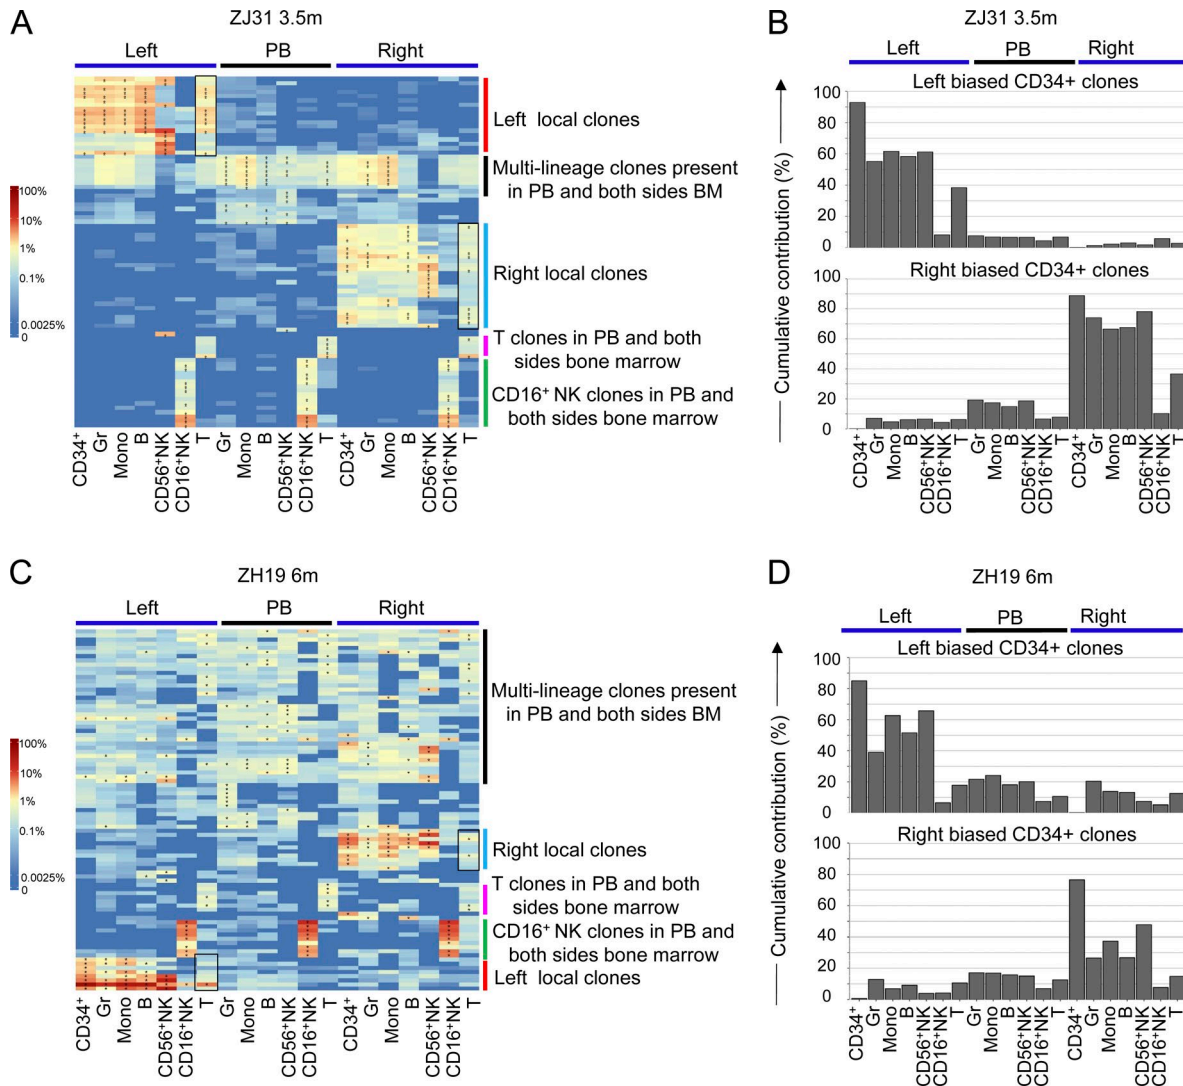 A
ZJ31 3.5m
Left
PB
Right
Left local clones
Multi-lineage clones present
in PB and both sides BM
Right local clones
T clones in PB and both
sides bone marrow
CD16+ NK clones in PB and
both sides bone marrow
100%
10%
1%
0.1%
0.0025%
0
CD34+
Gr
Mono
B
CD56+NK
CD16+NK
T
Gr
Mono
B
CD56+NK
CD16+NK
T
CD34+
Gr
Mono
B
CD56+NK
CD16+NK
T
B
ZJ31 3.5m
Left
PB
Right
Left biased CD34+ clones
100
80
60
40
20
0
Right biased CD34+ clones
100
80
60
40
20
0
Cumulative contribution (%)
CD34+
Gr
Mono
B
CD56+NK
CD16+NK
T
Gr
Mono
B
CD56+NK
CD16+NK
T
CD34+
Gr
Mono
B
CD56+NK
CD16+NK
T
C
ZH19 6m
Left
PB
Right
Multi-lineage clones present
in PB and both sides BM
Right local clones
T clones in PB and both
sides bone marrow
CD16+ NK clones in PB and
both sides bone marrow
Left local clones
100%
10%
1%
0.1%
0.0025%
0
CD34+
Gr
Mono
B
CD56+NK
CD16+NK
T
Gr
Mono
B
CD56+NK
CD16+NK
T
CD34+
Gr
Mono
B
CD56+NK
CD16+NK
T
D
ZH19 6m
Left
PB
Right
Left biased CD34+ clones
100
80
60
40
20
0
Right biased CD34+ clones
100
80
60
40
20
0
Cumulative contribution (%)
CD34+
Gr
Mono
B
CD56+NK
CD16+NK
T
Gr
Mono
B
CD56+NK
CD16+NK
T
CD34+
Gr
Mono
B
CD56+NK
CD16+NK
T